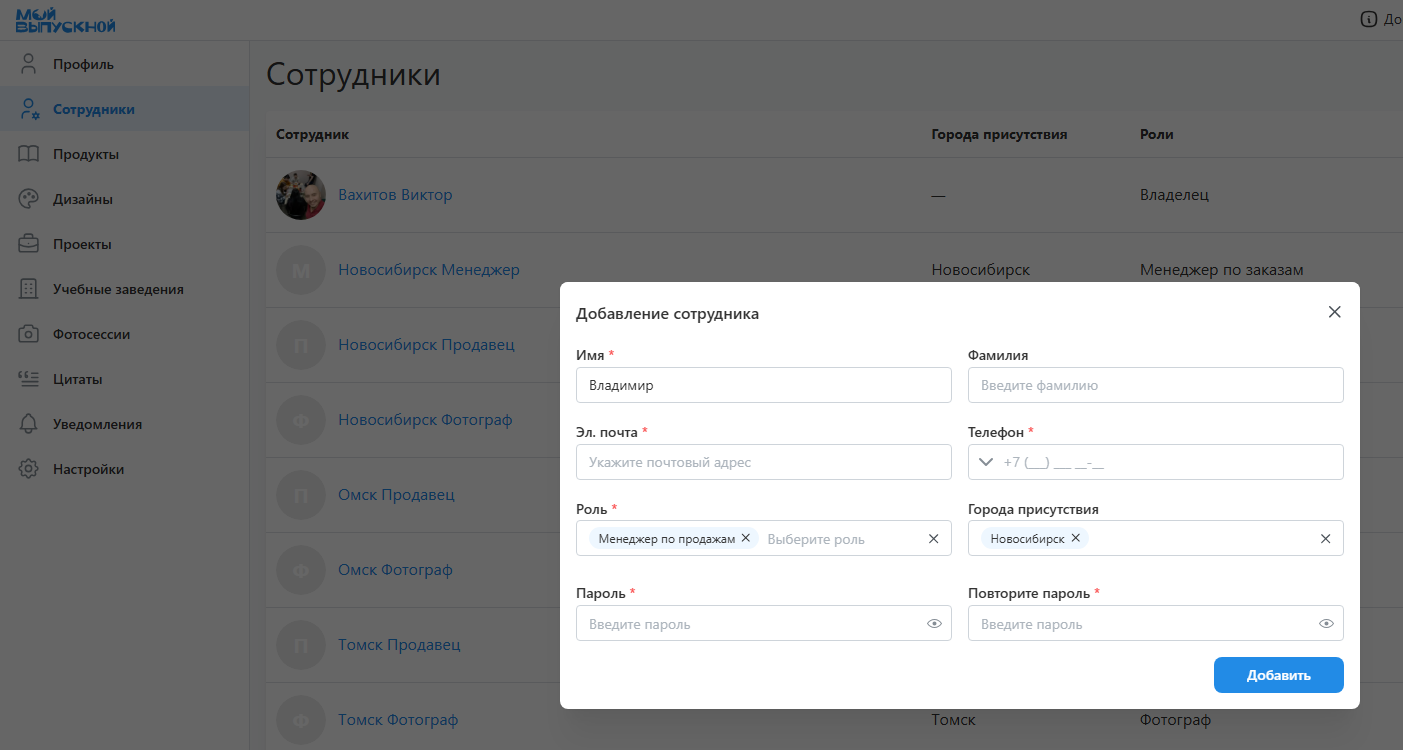 МОЙ
ВЫПУСКНОЙ
До
Профиль
Сотрудники
Продукты
Дизайны
Проекты
Учебные заведения
Фотосессии
Цитаты
Уведомления
Настройки
Сотрудники
Сотрудник Города присутствия Роли
Вахитов Виктор — Владелец
М Новосибирск Менеджер Новосибирск Менеджер по заказам
П Новосибирск Продавец
Ф Новосибирск Фотограф
П Омск Продавец
Ф Омск Фотограф
П Томск Продавец
Ф Томск Фотограф Томск Фотограф
Добавление сотрудника
Имя * Фамилия
Владимир Введите фамилию
Эл. почта * Телефон *
Укажите почтовый адрес +7 (___) ___ __-__
Роль * Города присутствия
Менеджер по продажам Выберите роль Новосибирск
Пароль * Повторите пароль *
Введите пароль Введите пароль
Добавить